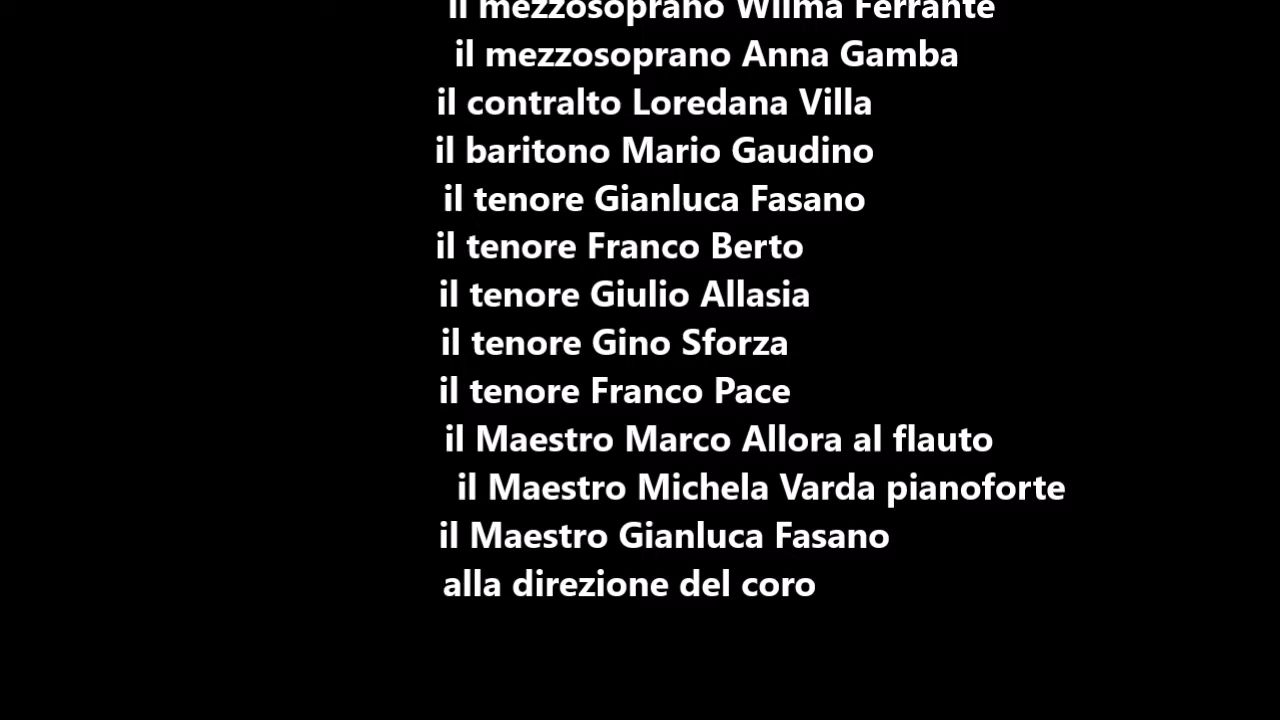 il mezzosoprano Wilma Ferrante
il mezzosoprano Anna Gamba
il contralto Loredana Villa
il baritono Mario Gaudino
il tenore Gianluca Fasano
il tenore Franco Berto
il tenore Giulio Allasia
il tenore Gino Sforza
il tenore Franco Pace
il Maestro Marco Allora al flauto
il Maestro Michela Varda pianoforte
il Maestro Gianluca Fasano
alla direzione del coro